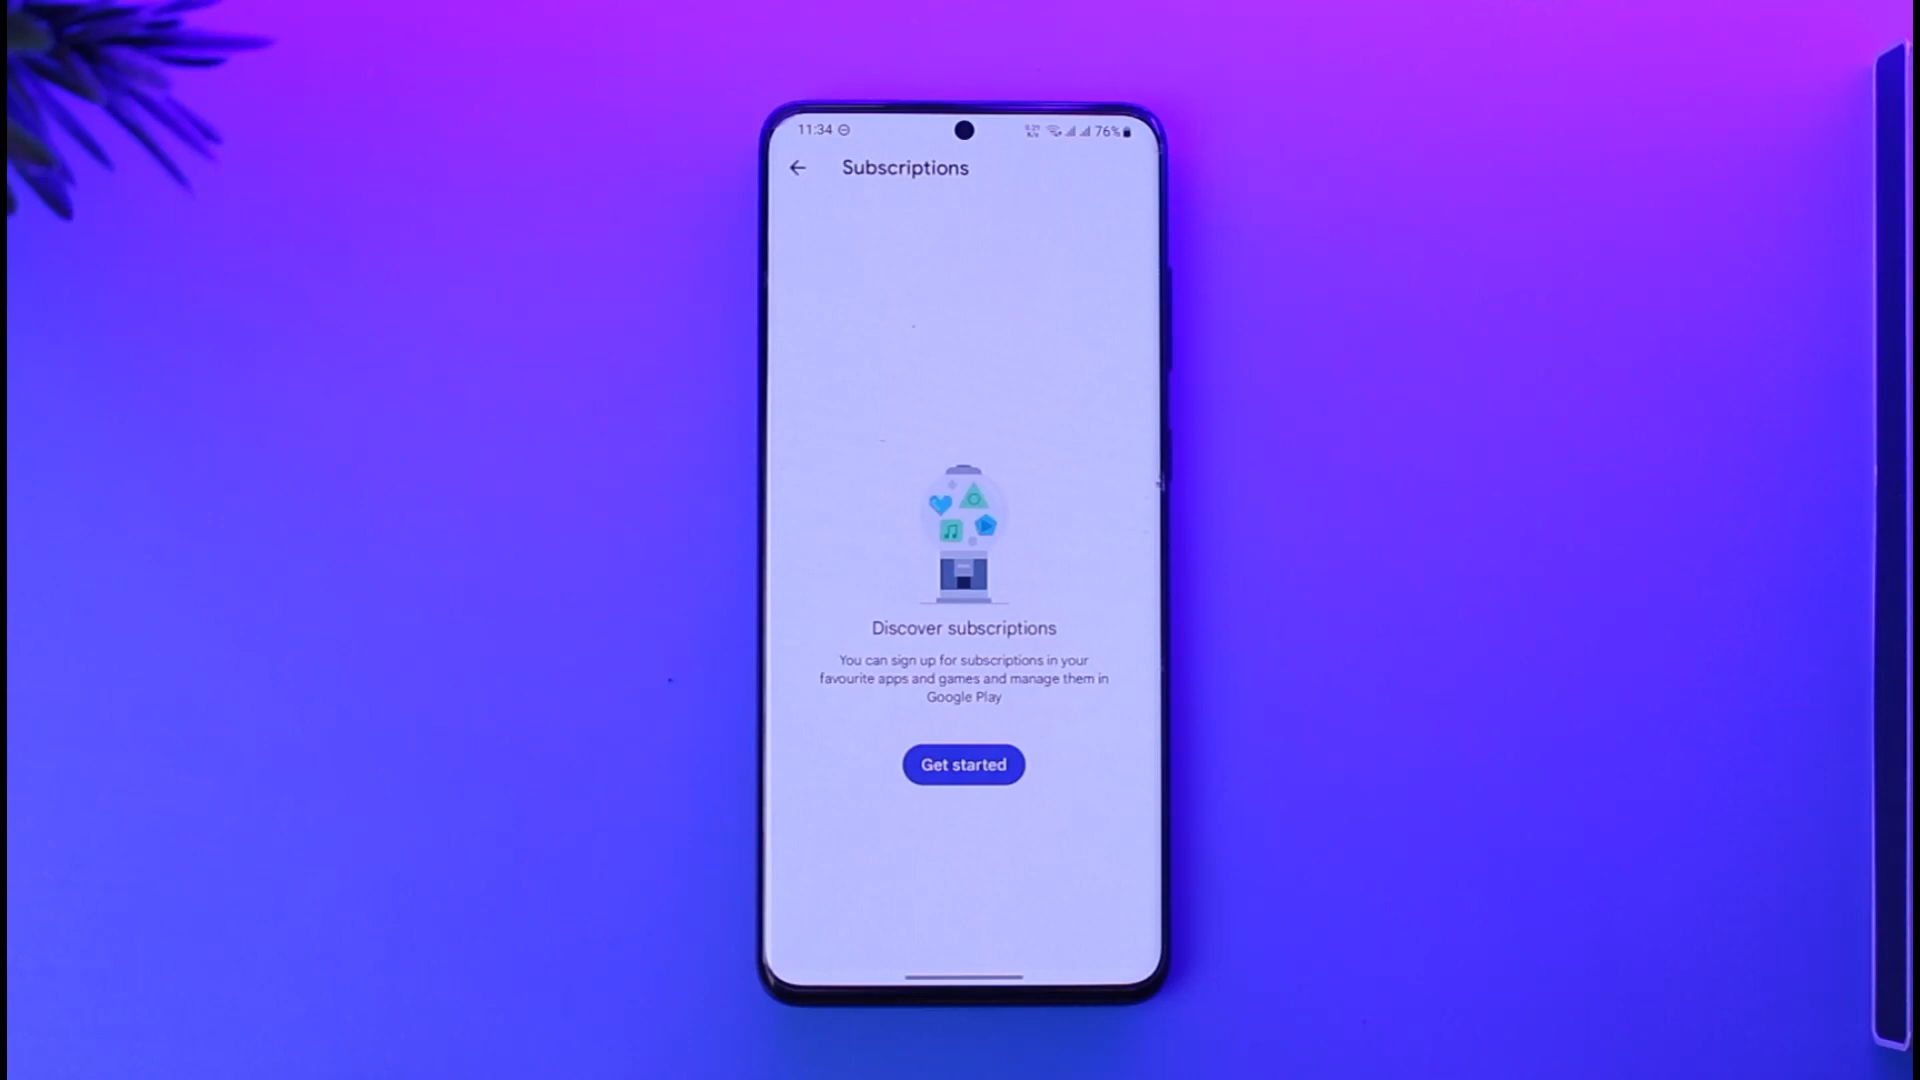 11:34
76%
Subscriptions
Discover subscriptions
You can sign up for subscriptions in your
favourite apps and games and manage them in
Google Play
Get started